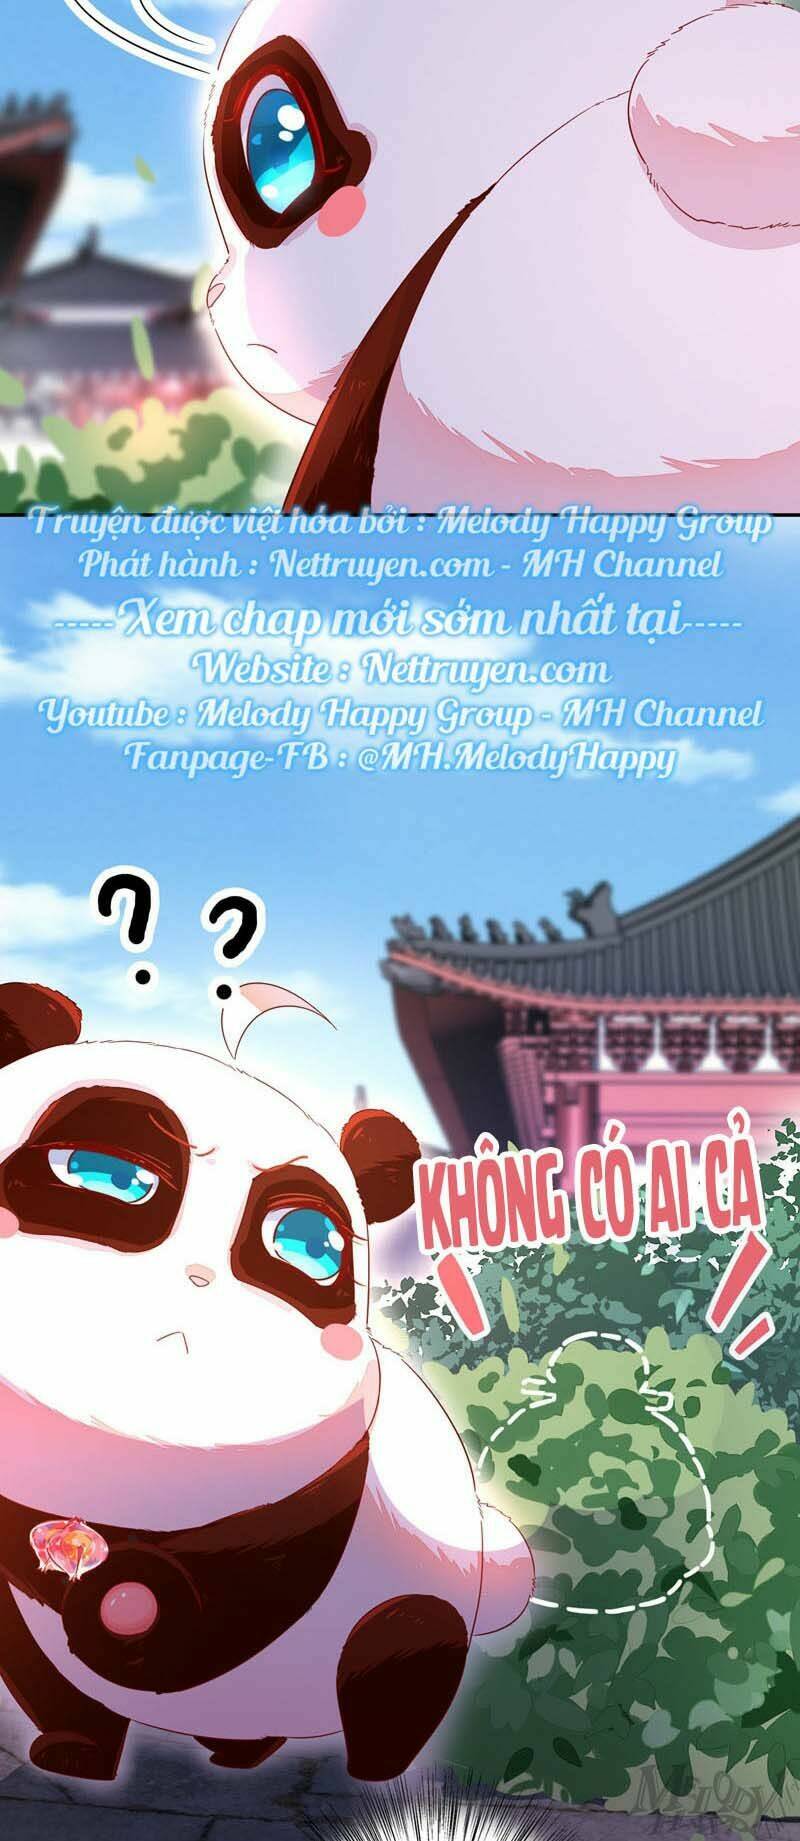 Truyện được việt hóa bởi : Melody Happy Group
Phát hành : Nettruyen.com - MH Channel
-----Xem chap mới sớm nhất tại-----
Website : Nettruyen.com
Youtube : Melody Happy Group - MH Channel
Fanpage-FB : @MH.MelodyHappy
? ?
KHÔNG CÓ AI CẢ
MELODY